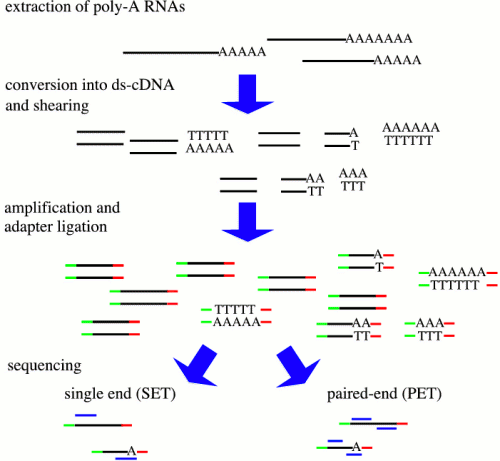 extraction of poly-A RNAs
AAAAAAA
AAAAA
AAAAA
conversion into ds-cDNA
and shearing
TTTTT
AAAAA
A
T
AAAAAA
TTTTTT
AA
TT
AAA
TTT
amplification and
adapter ligation
A
T
AAAAAA
TTTTTT
TTTTT
AAAAA
AA
TT
AAA
TTT
sequencing
single end (SET)
paired-end (PET)
A
A